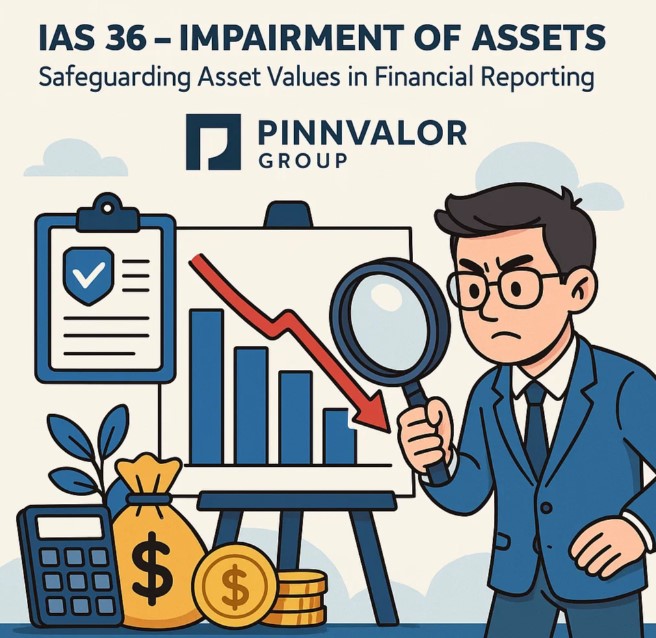 IAS 36 – IMPAIRMENT OF ASSETS
Safeguarding Asset Values in Financial Reporting
PINNVALOR
GROUP
$
$